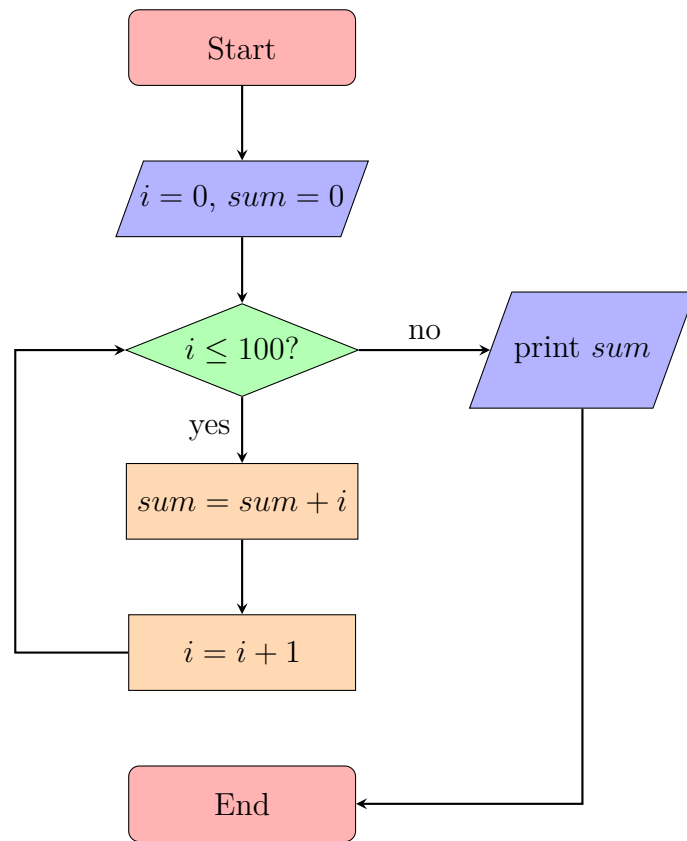 Start
i = 0, sum = 0
i ≤ 100?
no
print sum
yes
sum = sum + i
i = i + 1
End